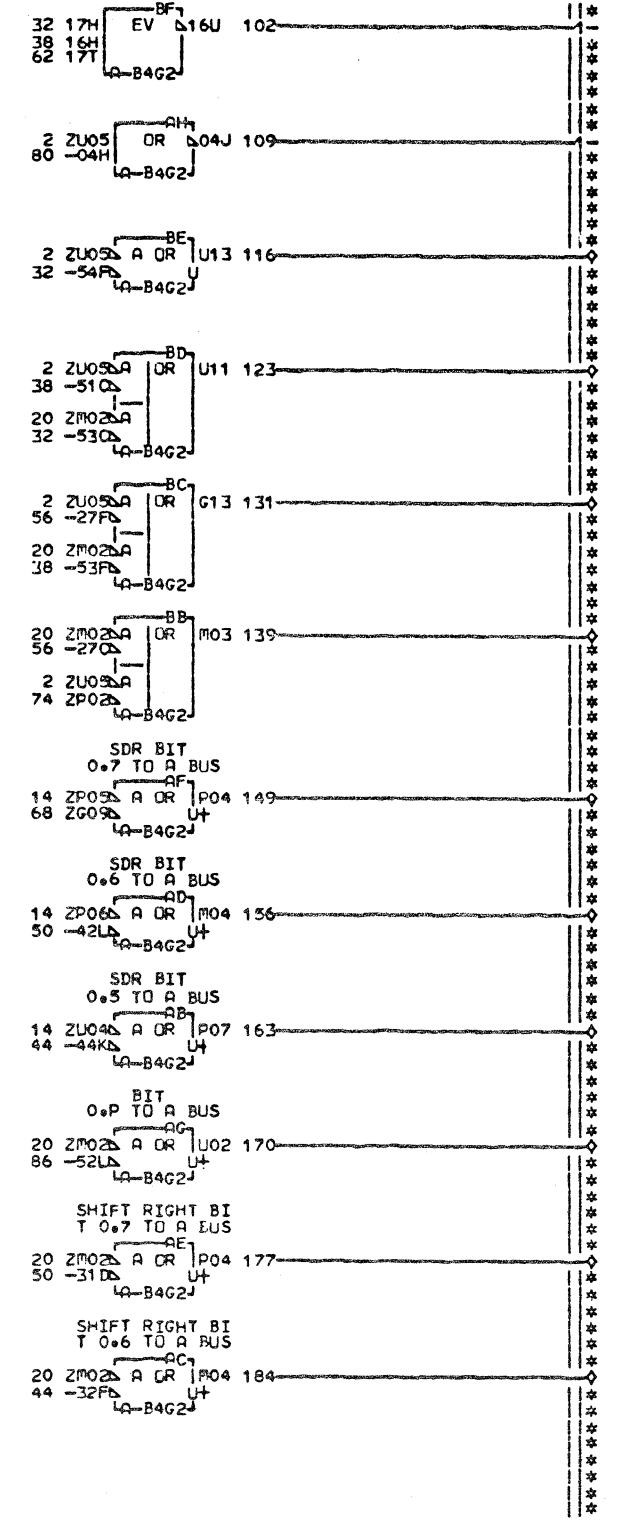 BF
32 17H EV 16U 102
38 16H
62 17T
A-B4G2
AH
2 ZU05 OR 04J 109
80 -04H
A-B4G2
BE
2 ZU05 A OR U13 116
32 -54F U
A-B4G2
BD
2 ZU05 A OR U11 123
38 -51C
20 ZM02 A
32 -53C
A-B4G2
BC
2 ZU05 A OR G13 131
56 -27F
20 ZM02 A
38 -53F
A-B4G2
BB
20 ZM02 A OR M03 139
56 -27C
2 ZU05 A
74 ZP02
A-B4G2
SDR BIT
0.7 TO A BUS
AF
14 ZP05 A OR P04 149
68 ZG09 U+
A-B4G2
SDR BIT
0.6 TO A BUS
AD
14 ZP06 A OR M04 156
50 -42L U+
A-B4G2
SDR BIT
0.5 TO A BUS
AB
14 ZU04 A OR P07 163
44 -44K U+
A-B4G2
BIT
0.P TO A BUS
AG
20 ZM02 A OR U02 170
86 -52L U+
A-B4G2
SHIFT RIGHT BI
T 0.7 TO A BUS
AE
20 ZM02 A OR P04 177
50 -31D U+
A-B4G2
SHIFT RIGHT BI
T 0.6 TO A BUS
AC
20 ZM02 A OR M04 184
44 -32F U+
A-B4G2